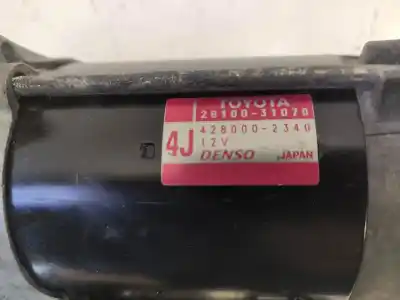 TOYOTA
28100-31070
4J 428000-2340
12V
DENSO JAPAN